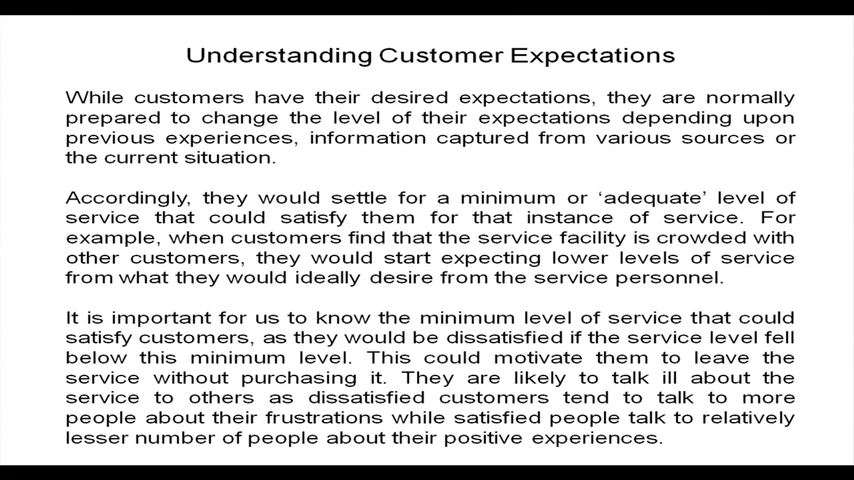 Understanding Customer Expectations
While customers have their desired expectations, they are normally
prepared to change the level of their expectations depending upon
previous experiences, information captured from various sources or
the current situation.
Accordingly, they would settle for a minimum or ‘adequate’ level of
service that could satisfy them for that instance of service. For
example, when customers find that the service facility is crowded with
other customers, they would start expecting lower levels of service
from what they would ideally desire from the service personnel.
It is important for us to know the minimum level of service that could
satisfy customers, as they would be dissatisfied if the service level fell
below this minimum level. This could motivate them to leave the
service without purchasing it. They are likely to talk ill about the
service to others as dissatisfied customers tend to talk to more
people about their frustrations while satisfied people talk to relatively
lesser number of people about their positive experiences.